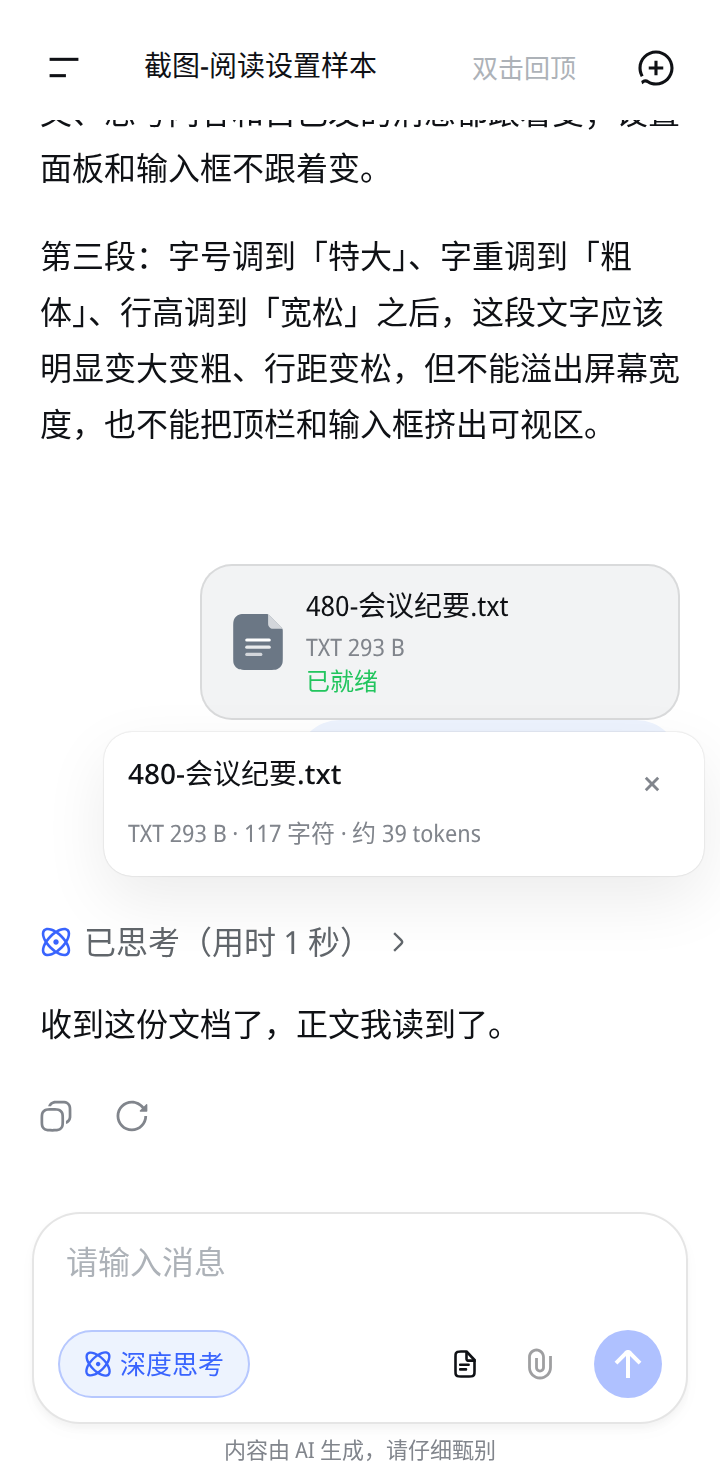 截图-阅读设置样本
双击回顶
面板和输入框不跟着变。
第三段：字号调到「特大」、字重调到「粗
体」、行高调到「宽松」之后，这段文字应该
明显变大变粗、行距变松，但不能溢出屏幕宽
度，也不能把顶栏和输入框挤出可视区。
480-会议纪要.txt
TXT 293 B
已就绪
480-会议纪要.txt
TXT 293 B · 117 字符 · 约 39 tokens
已思考（用时 1 秒）
收到这份文档了，正文我读到了。
请输入消息
深度思考
内容由 AI 生成，请仔细甄别